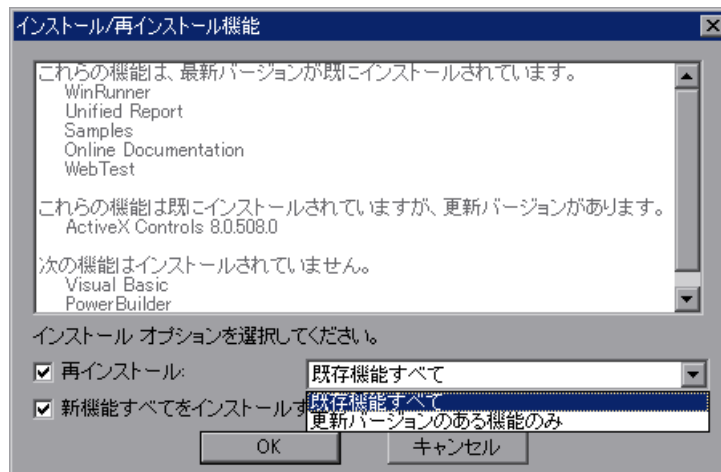 インストール/再インストール機能
これらの機能は、最新バージョンが既にインストールされています。
WinRunner
Unified Report
Samples
Online Documentation
WebTest
これらの機能は既にインストールされていますが、更新バージョンがあります。
ActiveX Controls 8.0.508.0
次の機能はインストールされていません。
Visual Basic
PowerBuilder
インストール オプションを選択してください。
再インストール:
既存機能すべて
新機能すべてをインストールす
既存機能すべて
更新バージョンのある機能のみ
OK
キャンセル